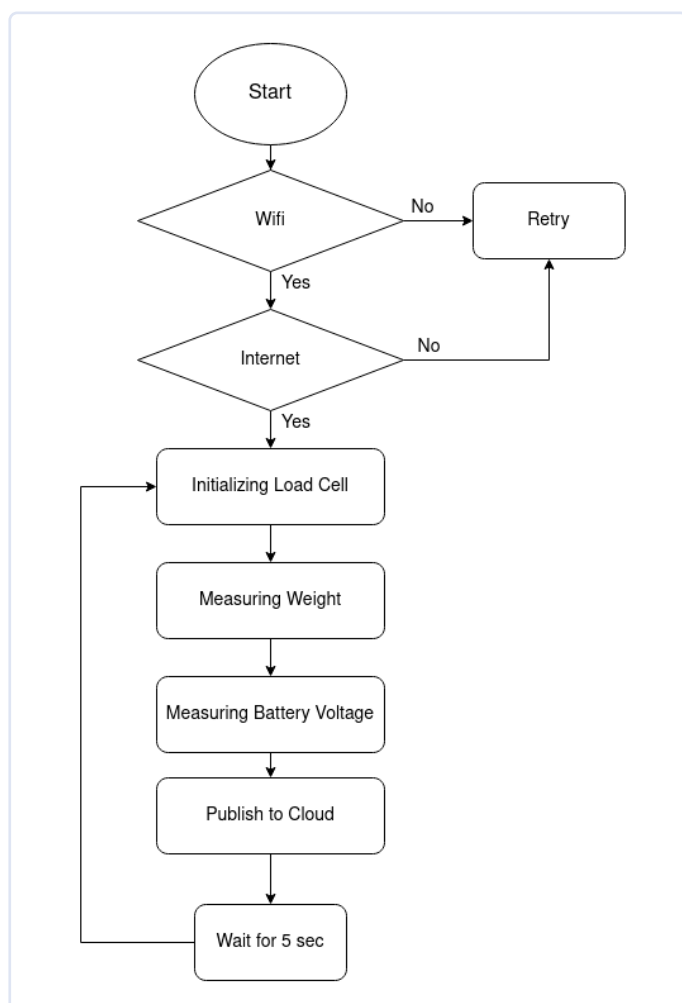 Start
Wifi
No
Retry
Yes
Internet
No
Yes
Initializing Load Cell
Measuring Weight
Measuring Battery Voltage
Publish to Cloud
Wait for 5 sec